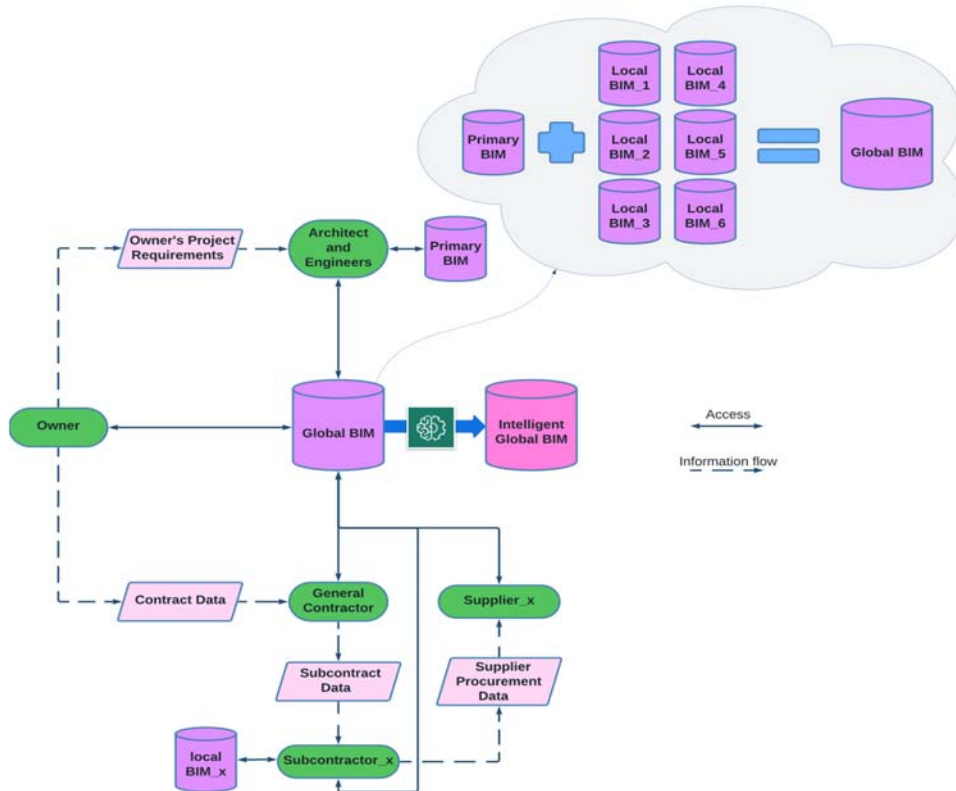 Local
BIM_1
Local
BIM_4
Primary
BIM
Local
BIM_2
Local
BIM_5
Global BIM
Local
BIM_3
Local
BIM_6
Owner's Project
Requirements
Architect
and
Engineers
Primary
BIM
Owner
Global BIM
Intelligent
Global BIM
Access
Information flow
Contract Data
General
Contractor
Supplier_x
Subcontract
Data
Supplier
Procurement
Data
local
BIM_x
Subcontractor_x